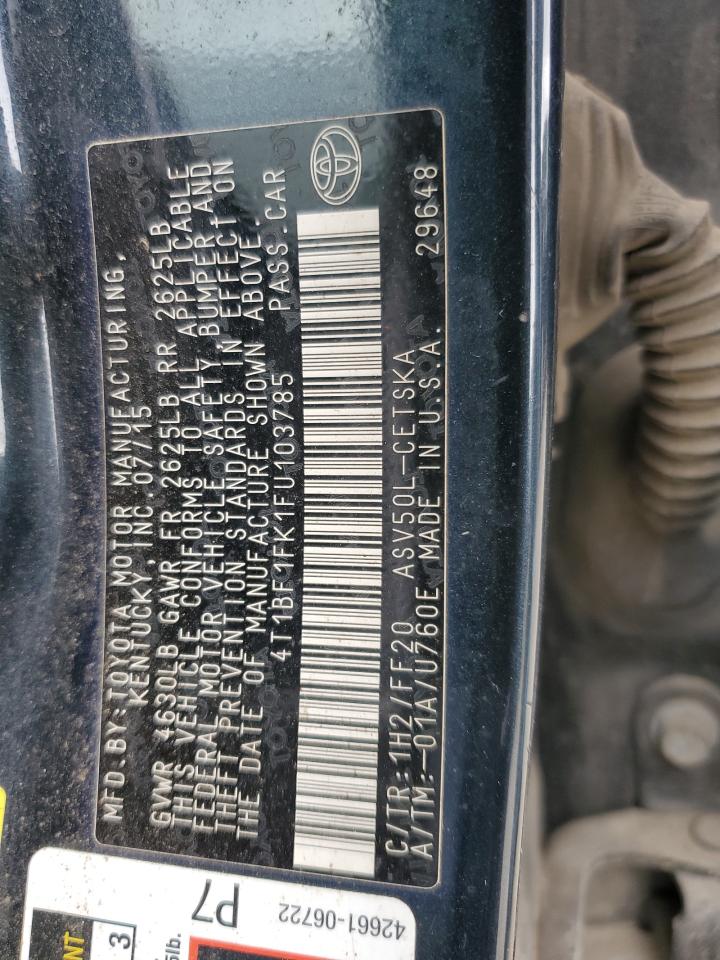 MFD.BY:TOYOTA MOTOR MANUFACTURING,
KENTUCKY, INC. 07/15
GVWR 4630LB GAWR FR 2625LB RR 2625LB
THIS VEHICLE CONFORMS TO ALL APPLICABLE
FEDERAL MOTOR VEHICLE SAFETY, BUMPER AND
THEFT PREVENTION STANDARDS IN EFFECT ON
THE DATE OF MANUFACTURE SHOWN ABOVE.
4T1BF1FK1FU103785 PASS.CAR
C/TR:1H2/FF20 ASV50L-CETSKA
A/TM:-01A/U760E MADE IN U.S.A. 29648
P7
42661-06722
3